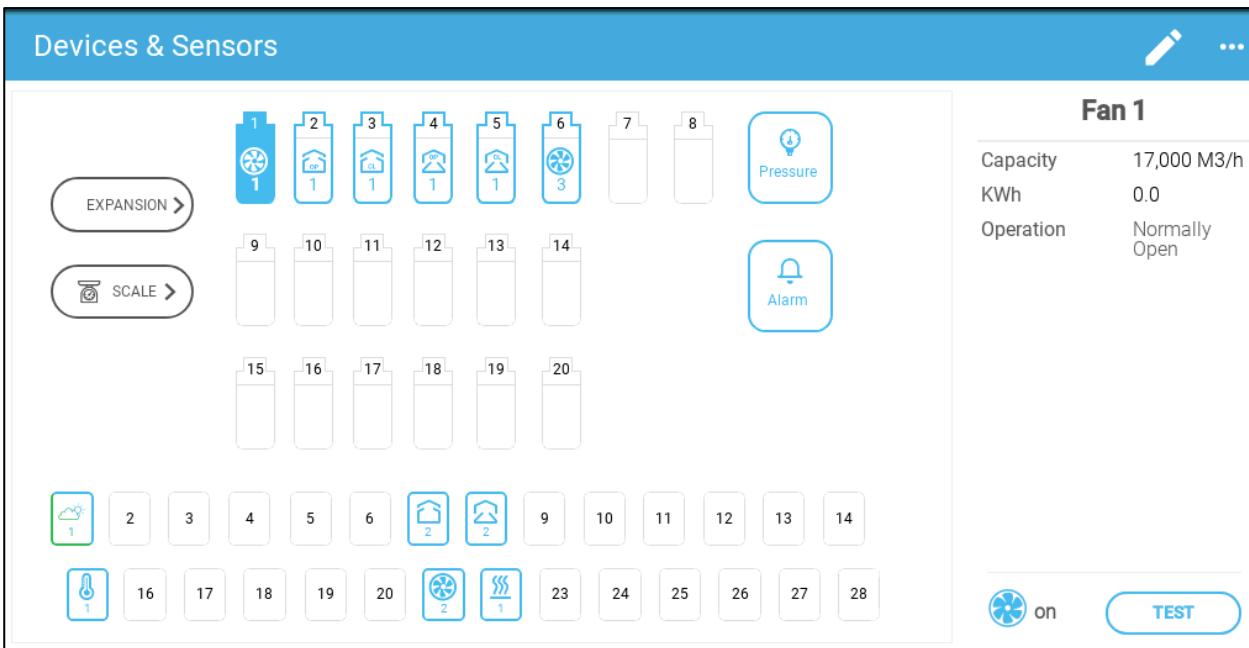 Devices & Sensors
Fan 1
1 2 3 4 5 6 7 8
OP CL OP CL
1 1 1 1 1 3
Pressure
Capacity 17,000 M3/h
KWh 0.0
Operation Normally
Open
EXPANSION
9 10 11 12 13 14
SCALE
Alarm
15 16 17 18 19 20
2 3 4 5 6 9 10 11 12 13 14
1 2 2
16 17 18 19 20 23 24 25 26 27 28
1 2 1
on TEST